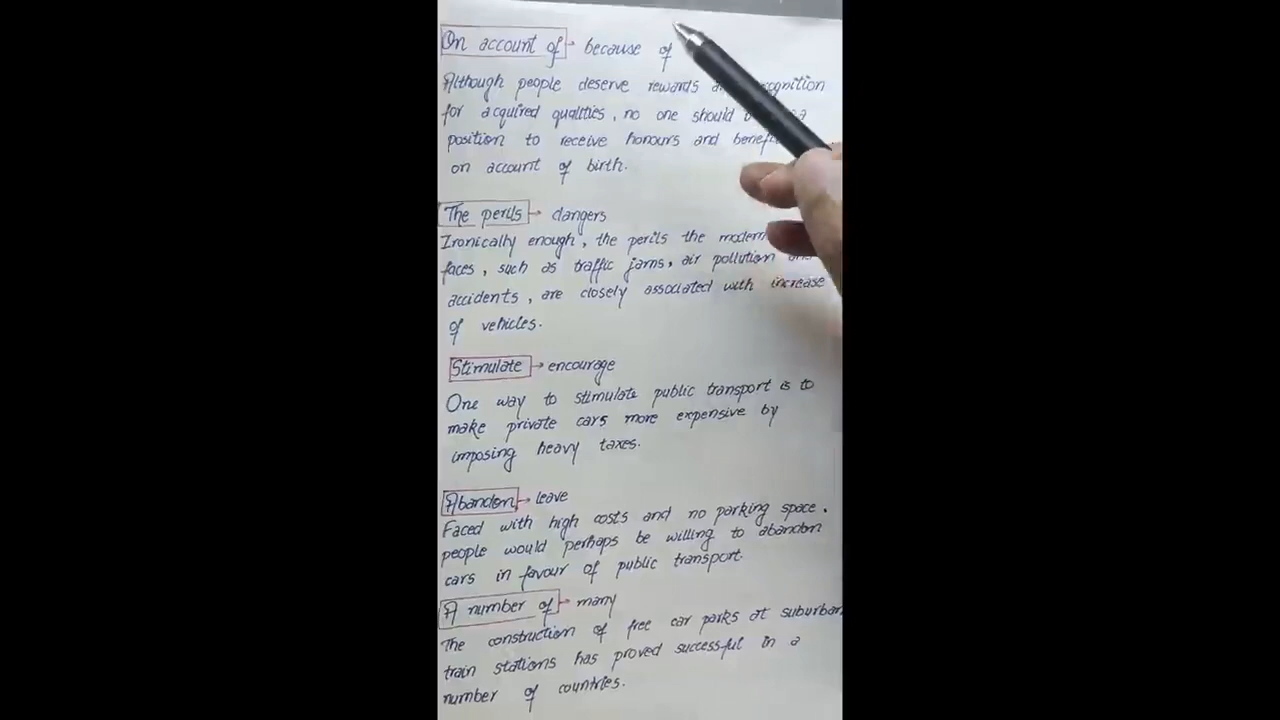 On account of → because of
Although people deserve rewards recognition
for acquired qualities, no one should a
position to receive honours and
on account of birth.
The perils → dangers
Ironically enough, the perils the modern
faces, such as traffic jams, air pollution
accidents, are closely associated with increase
of vehicles.
Stimulate → encourage
One way to stimulate public transport is to
make private cars more expensive by
imposing heavy taxes.
Abandon → leave
Faced with high costs and no parking space.
people would perhaps be willing to abandon
cars in favour of public transport.
A number of → many
The construction of free car parks at suburban
train stations has proved successful in a
number of countries.